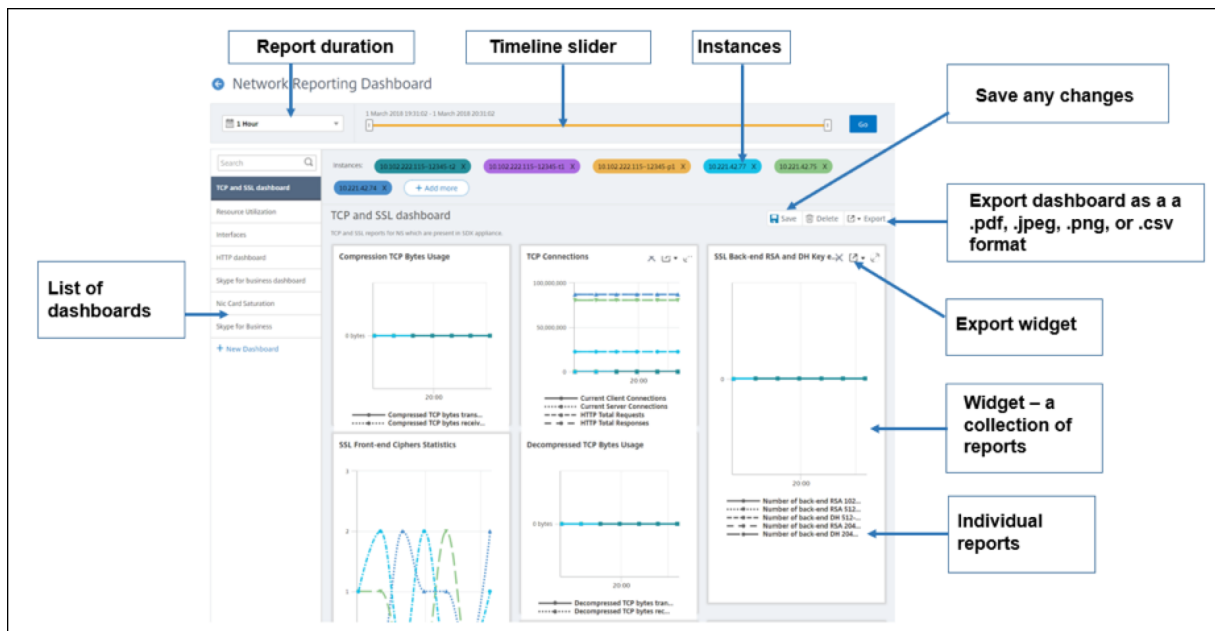 Report duration
Timeline slider
Instances
Network Reporting Dashboard
Save any changes
1 Hour
1 March 2018 19:31:02 - 1 March 2018 20:31:02
Go
Search
Instances:
10.102.222.115-12345-t2 X
10.102.222.115-12345-t1 X
10.102.222.115-12345-p1 X
10.221.42.77 X
10.221.42.75 X
TCP and SSL dashboard
10.221.42.74 X
+ Add more
Resource Utilization
TCP and SSL dashboard
Save
Delete
Export
Export dashboard as a a
.pdf, .jpeg, .png, or .csv
format
Interfaces
TCP and SSL reports for NS which are present in SDX appliance.
HTTP dashboard
Skype for business dashboard
Nic Card Saturation
Skype for Business
+ New Dashboard
List of
dashboards
Compression TCP Bytes Usage
0 bytes
20:00
Compressed TCP bytes trans...
Compressed TCP bytes receiv...
TCP Connections
100,000,000
50,000,000
0
20:00
Current Client Connections
Current Server Connections
HTTP Total Requests
HTTP Total Responses
SSL Back-end RSA and DH Key e...
0
20:00
Number of back-end RSA 102...
Number of back-end RSA 512...
Number of back-end DH 512-...
Number of back-end RSA 204...
Number of back-end DH 204...
Export widget
Widget – a
collection of
reports
Individual
reports
SSL Front-end Ciphers Statistics
3
2
1
Decompressed TCP Bytes Usage
0 bytes
20:00
Decompressed TCP bytes tran...
Decompressed TCP bytes rec...